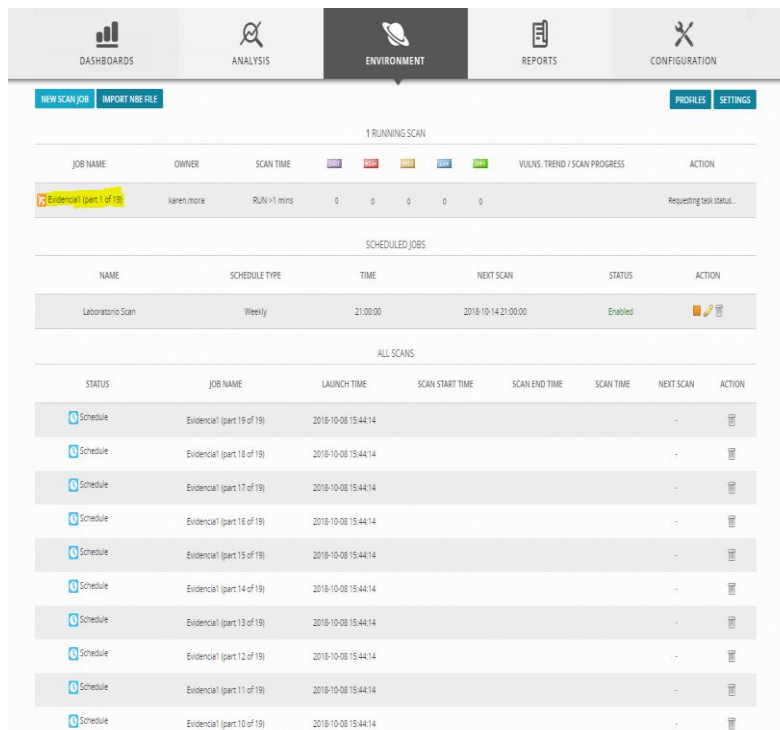 DASHBOARDS ANALYSIS ENVIRONMENT REPORTS CONFIGURATION
NEW SCAN JOB IMPORT NBE FILE PROFILES SETTINGS
1 RUNNING SCAN
JOB NAME OWNER SCAN TIME VULNS. TREND / SCAN PROGRESS ACTION
Evidencia1 (part 1 of 19) karen.mora RUN >1 mins 0 0 0 0 0 Requesting task status...
SCHEDULED JOBS
NAME SCHEDULE TYPE TIME NEXT SCAN STATUS ACTION
Laboratorio Scan Weekly 21:00:00 2018-10-14 21:00:00 Enabled
ALL SCANS
STATUS JOB NAME LAUNCH TIME SCAN START TIME SCAN END TIME SCAN TIME NEXT SCAN ACTION
Schedule Evidencia1 (part 19 of 19) 2018-10-08 15:44:14 -
Schedule Evidencia1 (part 18 of 19) 2018-10-08 15:44:14 -
Schedule Evidencia1 (part 17 of 19) 2018-10-08 15:44:14 -
Schedule Evidencia1 (part 16 of 19) 2018-10-08 15:44:14 -
Schedule Evidencia1 (part 15 of 19) 2018-10-08 15:44:14 -
Schedule Evidencia1 (part 14 of 19) 2018-10-08 15:44:14 -
Schedule Evidencia1 (part 13 of 19) 2018-10-08 15:44:14 -
Schedule Evidencia1 (part 12 of 19) 2018-10-08 15:44:14 -
Schedule Evidencia1 (part 11 of 19) 2018-10-08 15:44:14 -
Schedule Evidencia1 (part 10 of 19) 2018-10-08 15:44:14 -